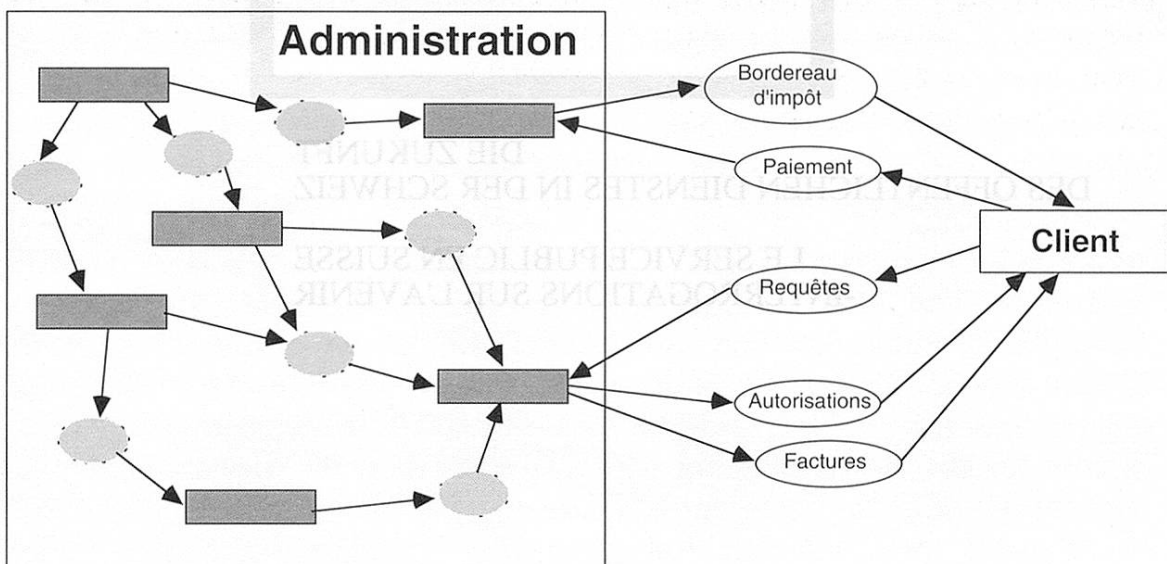 Administration
Bordereau
d'impôt
Paiement
DIE ZUKUNFT
DES ÖFFENTLICHEN DIENSTES IN DER SCHWEIZ
Client
LE SERVICE PUBLIC EN SUISSE
INTERROGATIONS SUR L'AVENIR
Requêtes
Autorisations
Factures